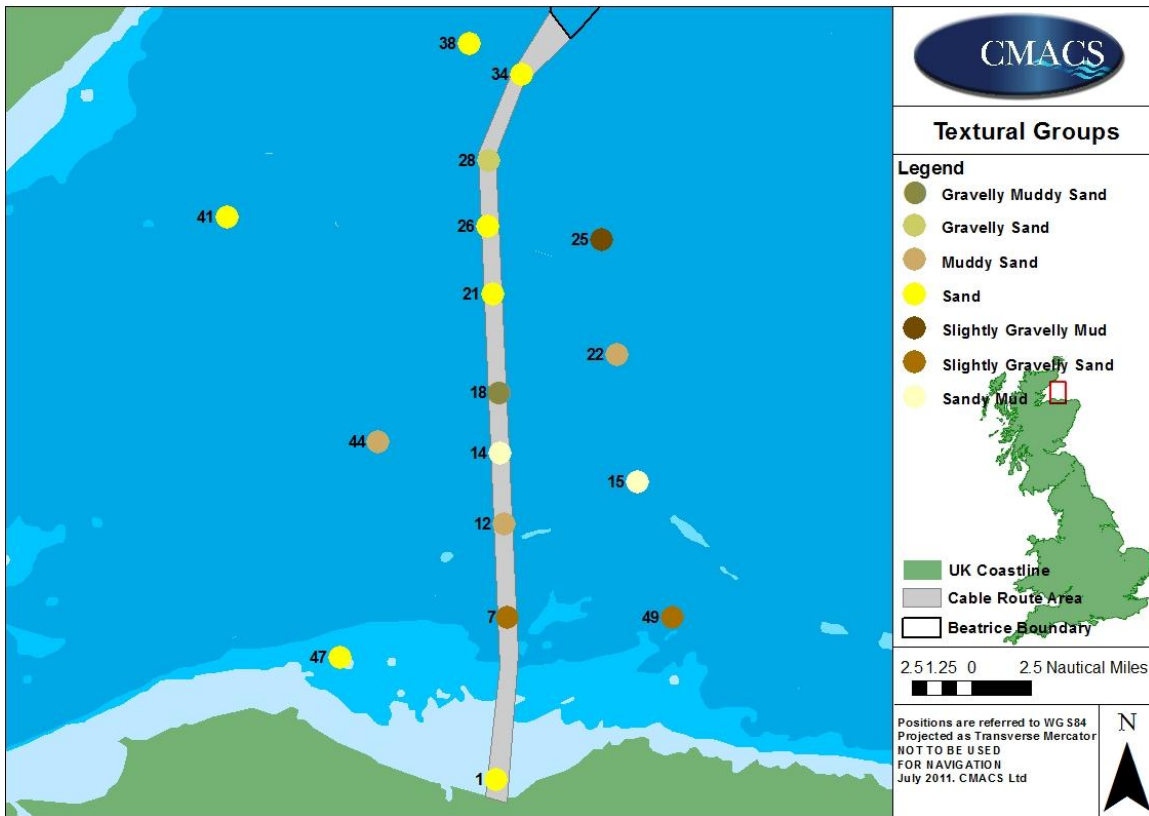 38
34
28
41
26
25
21
22
18
44
14
15
12
7
49
47
1
CMACS
Textural Groups
Legend
Gravelly Muddy Sand
Gravelly Sand
Muddy Sand
Sand
Slightly Gravelly Mud
Slightly Gravelly Sand
Sandy Mud
UK Coastline
Cable Route Area
Beatrice Boundary
2.5 1.25 0 2.5 Nautical Miles
Positions are referred to WGS84
Projected as Transverse Mercator
NOT TO BE USED
FOR NAVIGATION
July 2011. CMACS Ltd
N